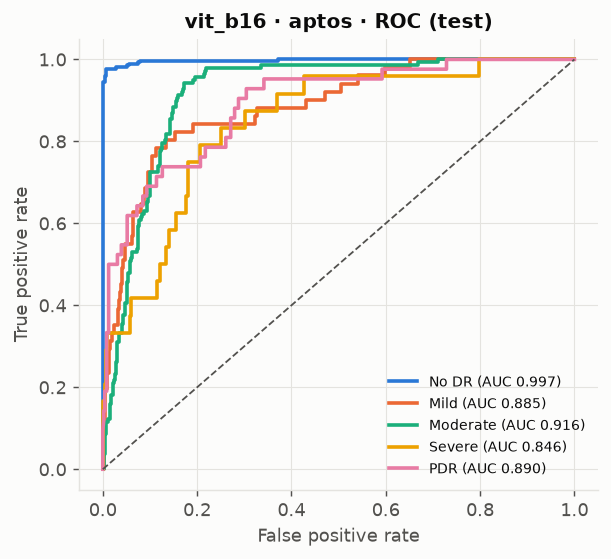 vit_b16 · aptos · ROC (test)
True positive rate
1.0
0.8
0.6
0.4
0.2
0.0
No DR (AUC 0.997)
Mild (AUC 0.885)
Moderate (AUC 0.916)
Severe (AUC 0.846)
PDR (AUC 0.890)
0.0 0.2 0.4 0.6 0.8 1.0
False positive rate